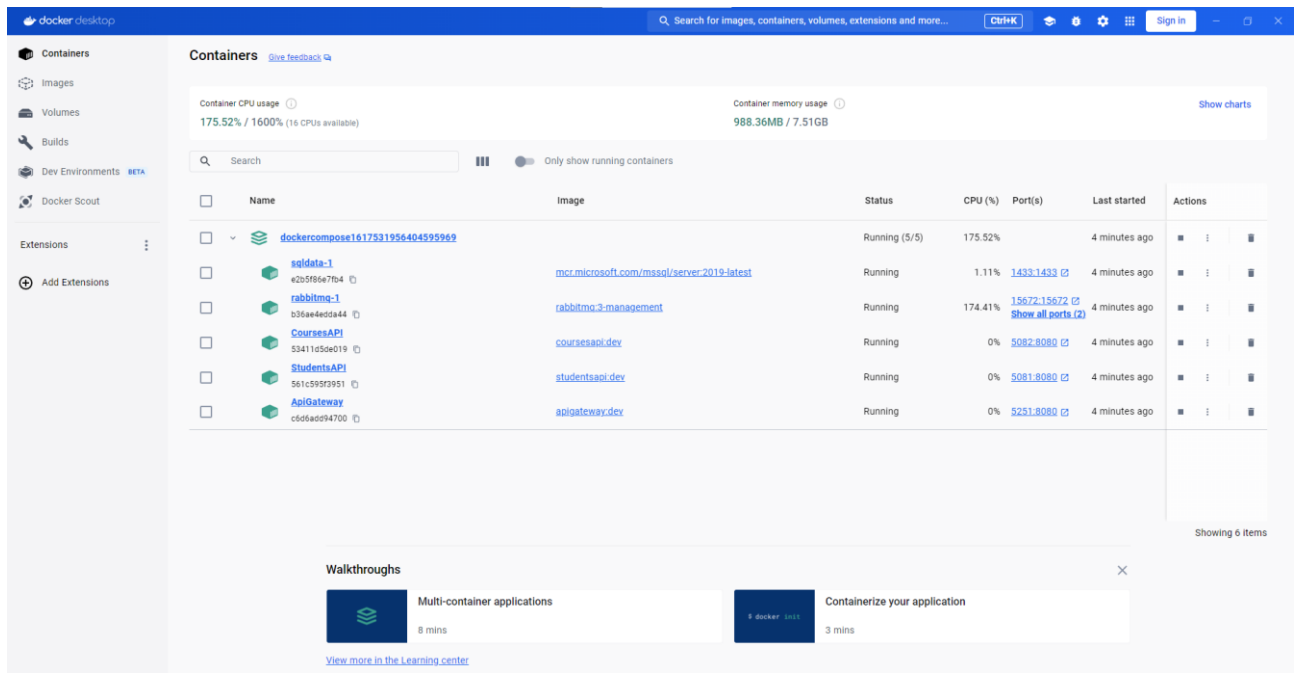 docker desktop
Search for images, containers, volumes, extensions and more...
Ctrl+K
Sign in
Containers
Images
Volumes
Builds
Dev Environments BETA
Docker Scout
Extensions
Add Extensions
Containers Give feedback
Container CPU usage
175.52% / 1600% (16 CPUs available)
Container memory usage
988.36MB / 7.51GB
Show charts
Search
Only show running containers
Name Image Status CPU (%) Port(s) Last started Actions
dockercompose1617531956404595969 Running (5/5) 175.52% 4 minutes ago
sqldata-1
e2b5f86e7fb4
mcr.microsoft.com/mssql/server:2019-latest Running 1.11% 1433:1433 4 minutes ago
rabbitmq-1
b36ae4edda44
rabbitmq:3-management Running 174.41% 15672:15672
Show all ports (2)
4 minutes ago
CoursesAPI
53411d5de019
coursesapi:dev Running 0% 5082:8080 4 minutes ago
StudentsAPI
561c595f3951
studentsapi:dev Running 0% 5081:8080 4 minutes ago
ApiGateway
c6d6add94700
apigateway:dev Running 0% 5251:8080 4 minutes ago
Showing 6 items
Walkthroughs
Multi-container applications
8 mins
$ docker init
Containerize your application
3 mins
View more in the Learning center